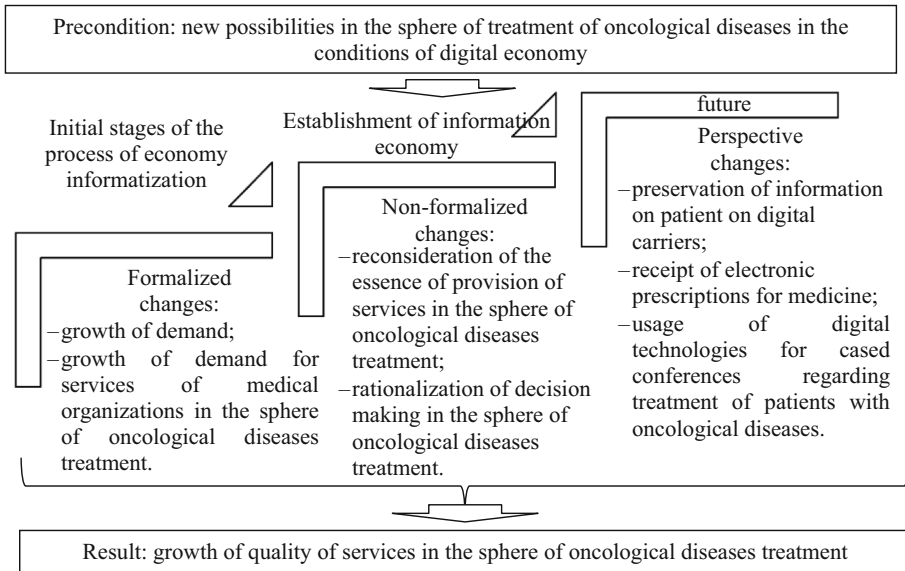 Precondition: new possibilities in the sphere of treatment of oncological diseases in the
conditions of digital economy
Initial stages of the
process of economy
informatization
Formalized
changes:
–growth of demand;
–growth of demand for
services of medical
organizations in the sphere
of oncological diseases
treatment.
Establishment of information
economy
Non-formalized
changes:
–reconsideration of the
essence of provision of
services in the sphere of
oncological diseases
treatment;
–rationalization of decision
making in the sphere of
oncological diseases
treatment.
future
Perspective
changes:
–preservation of information
on patient on digital
carriers;
–receipt of electronic
prescriptions for medicine;
–usage of digital
technologies for cased
conferences regarding
treatment of patients with
oncological diseases.
Result: growth of quality of services in the sphere of oncological diseases treatment